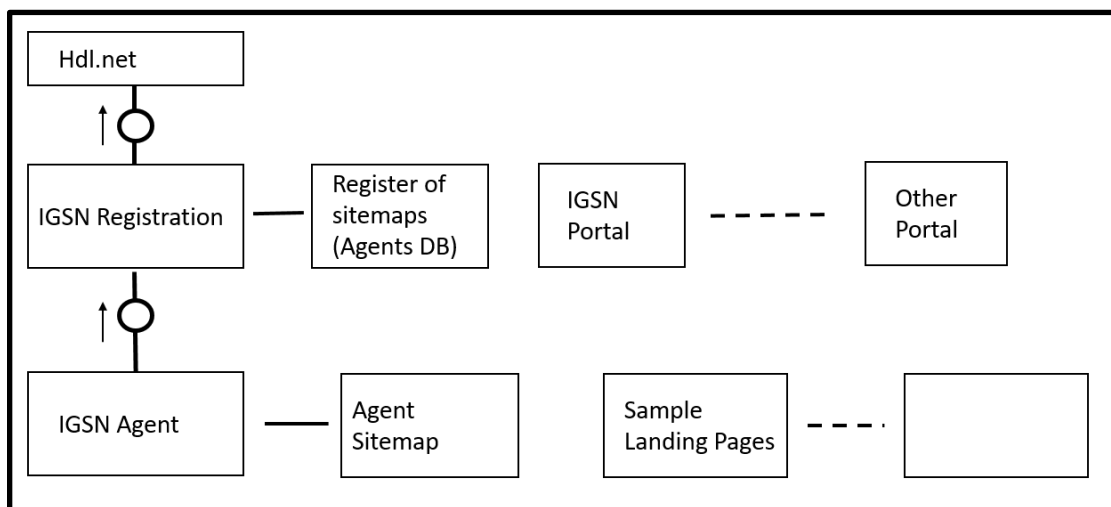 Hdl.net
IGSN Registration
Register of
sitemaps
(Agents DB)
IGSN
Portal
Other
Portal
IGSN Agent
Agent
Sitemap
Sample
Landing Pages